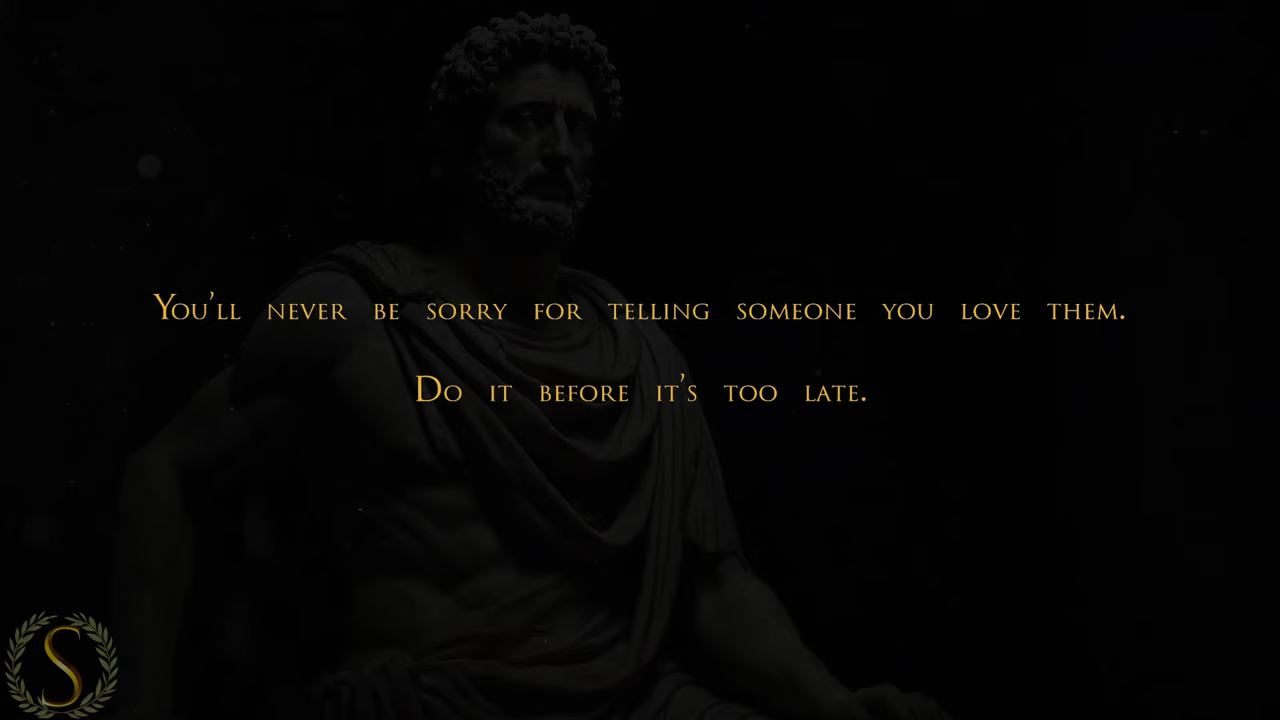 You'll never be sorry for telling someone you love them.
Do it before it's too late.
S